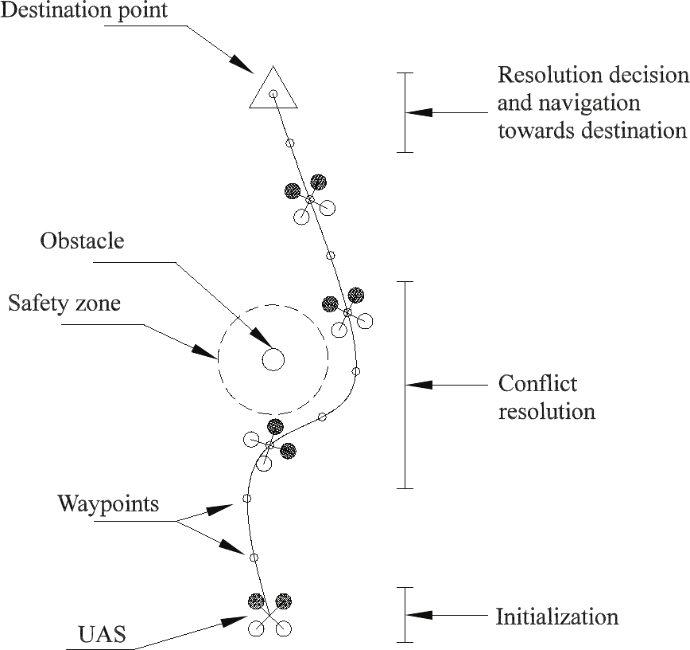 Destination point
Resolution decision
and navigation
towards destination
Obstacle
Safety zone
Conflict
resolution
Waypoints
Initialization
UAS